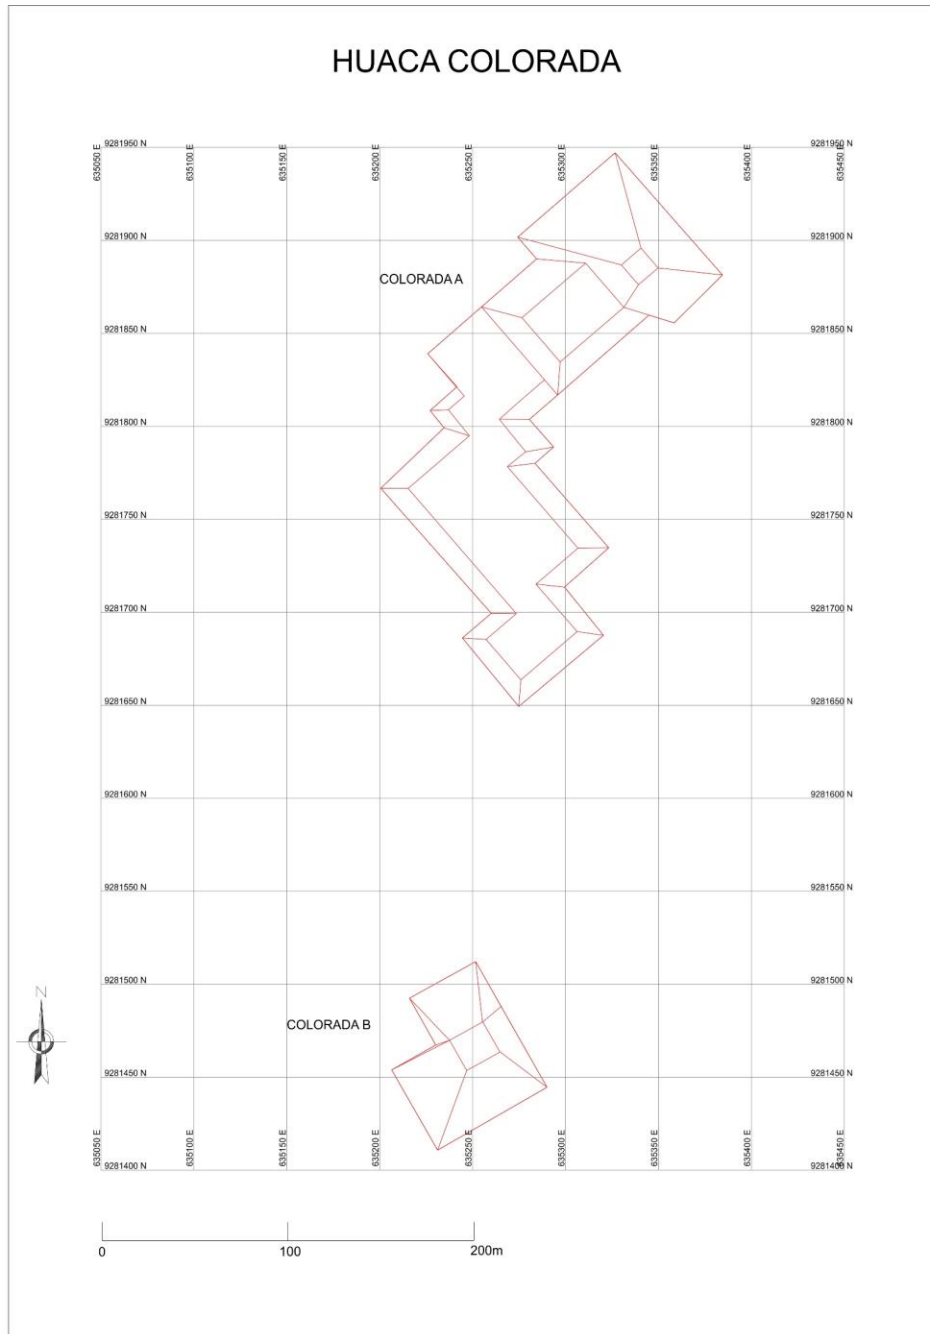 HUACA COLORADA
635050 E
635100 E
635150 E
635200 E
635250 E
635300 E
635350 E
635400 E
635450 E
9281950 N
9281950 N
9281900 N
9281900 N
COLORADA A
9281850 N
9281850 N
9281800 N
9281800 N
9281750 N
9281750 N
9281700 N
9281700 N
9281650 N
9281650 N
9281600 N
9281600 N
9281550 N
9281550 N
9281500 N
9281500 N
N
COLORADA B
9281450 N
9281450 N
635050 E
635100 E
635150 E
635200 E
635250 E
635300 E
635350 E
635400 E
635450 E
9281400 N
9281400 N
0
100
200m